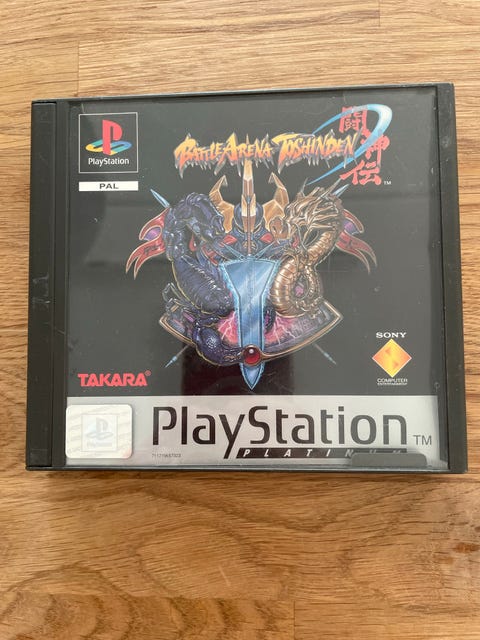 PlayStation
PAL
BATTLE ARENA TOSHINDEN
闘神伝
TM
TAKARA®
SONY
COMPUTER
ENTERTAINMENT
PlayStation TM
PLATINUM